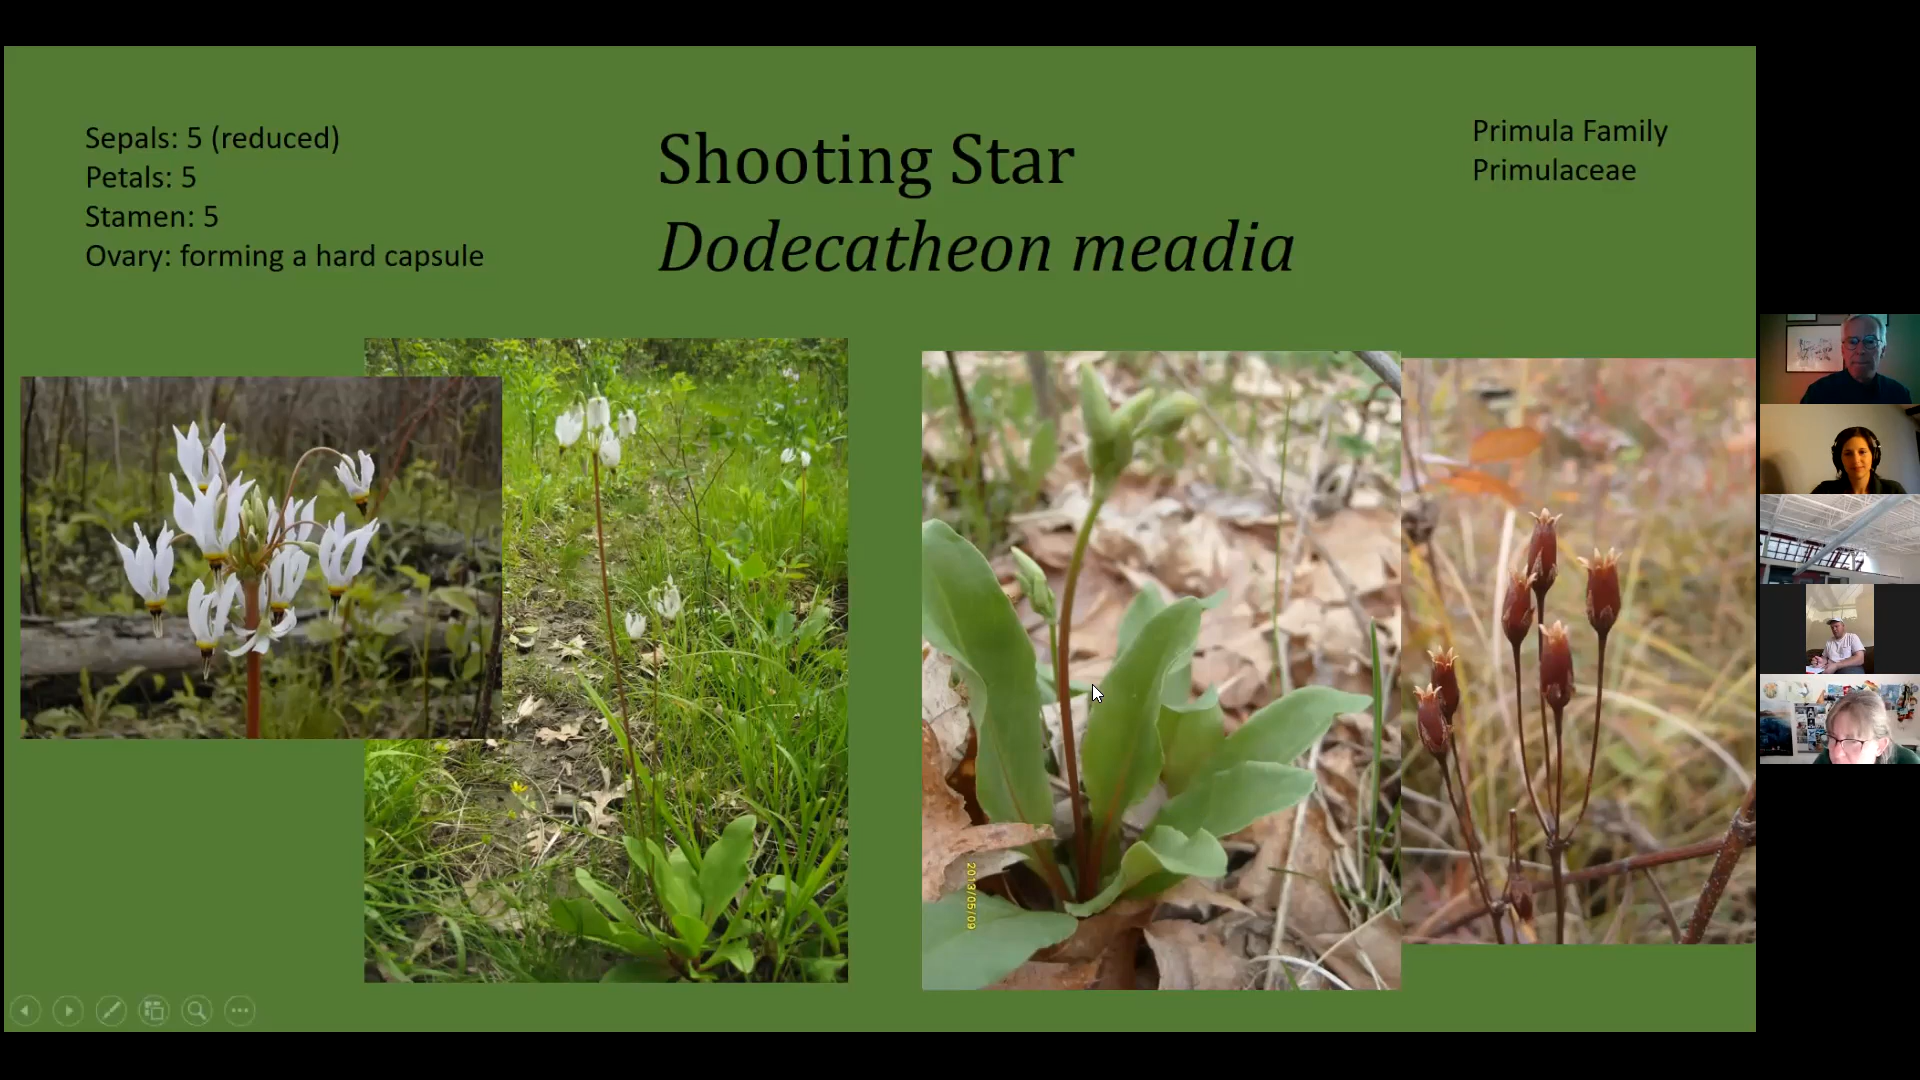 Sepals: 5 (reduced)
Petals: 5
Stamen: 5
Ovary: forming a hard capsule
Shooting Star
Dodecatheon meadia
Primula Family
Primulaceae
2013/05/09